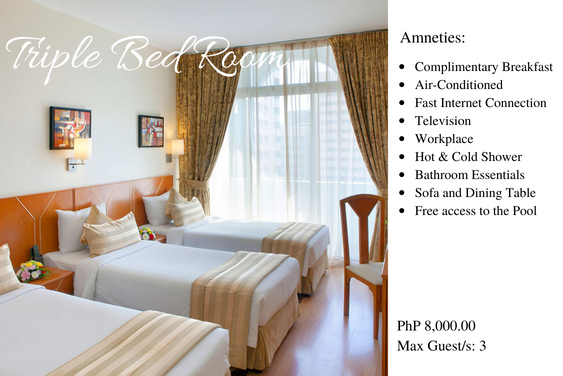 Triple Bed Room
Amneties:
• Complimentary Breakfast
• Air-Conditioned
• Fast Internet Connection
• Television
• Workplace
• Hot & Cold Shower
• Bathroom Essentials
• Sofa and Dining Table
• Free access to the Pool
PhP 8,000.00
Max Guest/s: 3